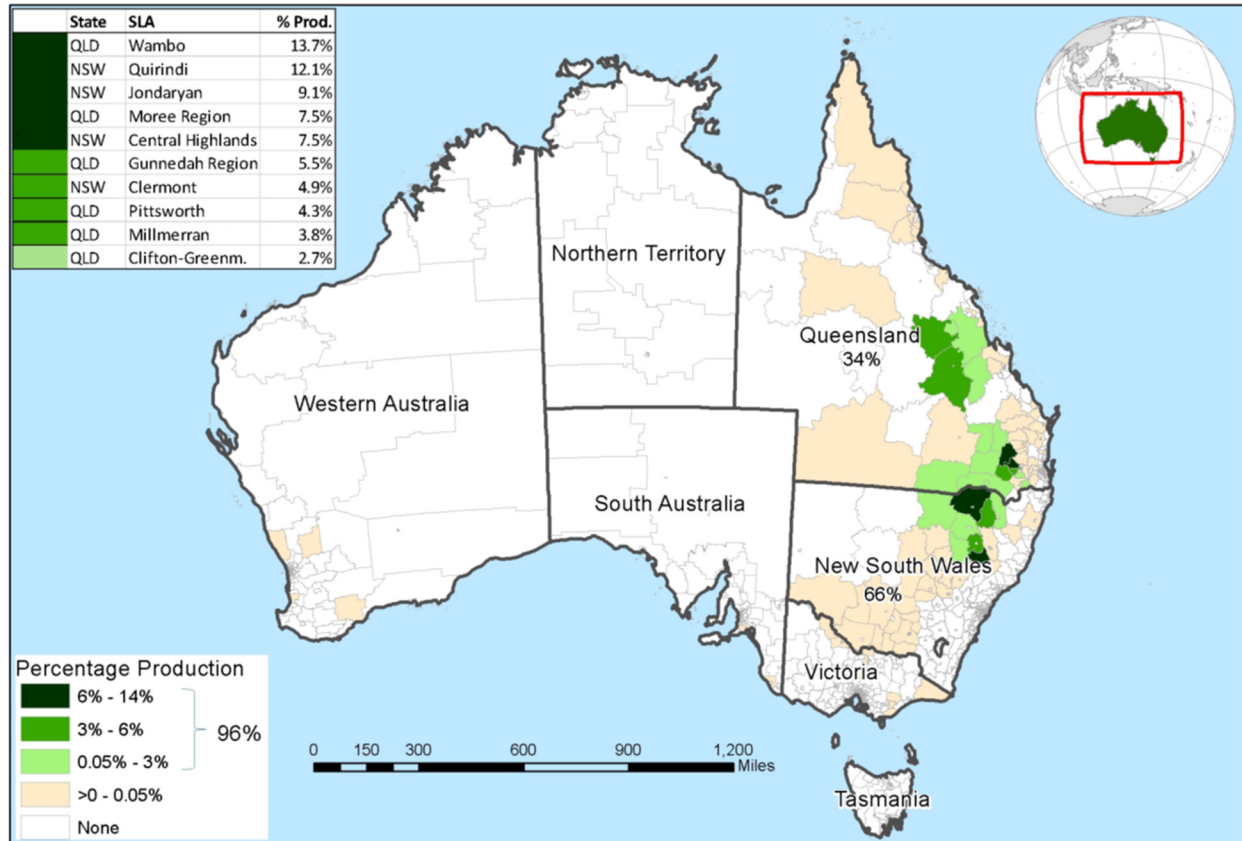 State SLA % Prod.
QLD Wambo 13.7%
NSW Quirindi 12.1%
NSW Jondaryan 9.1%
QLD Moree Region 7.5%
NSW Central Highlands 7.5%
QLD Gunnedah Region 5.5%
NSW Clermont 4.9%
QLD Pittsworth 4.3%
QLD Millmerran 3.8%
QLD Clifton-Greenm. 2.7%
Northern Territory
Queensland
34%
Western Australia
South Australia
New South Wales
66%
Victoria
Tasmania
Percentage Production
6% - 14%
3% - 6%
0.05% - 3%
96%
>0 - 0.05%
None
0 150 300 600 900 1,200
Miles